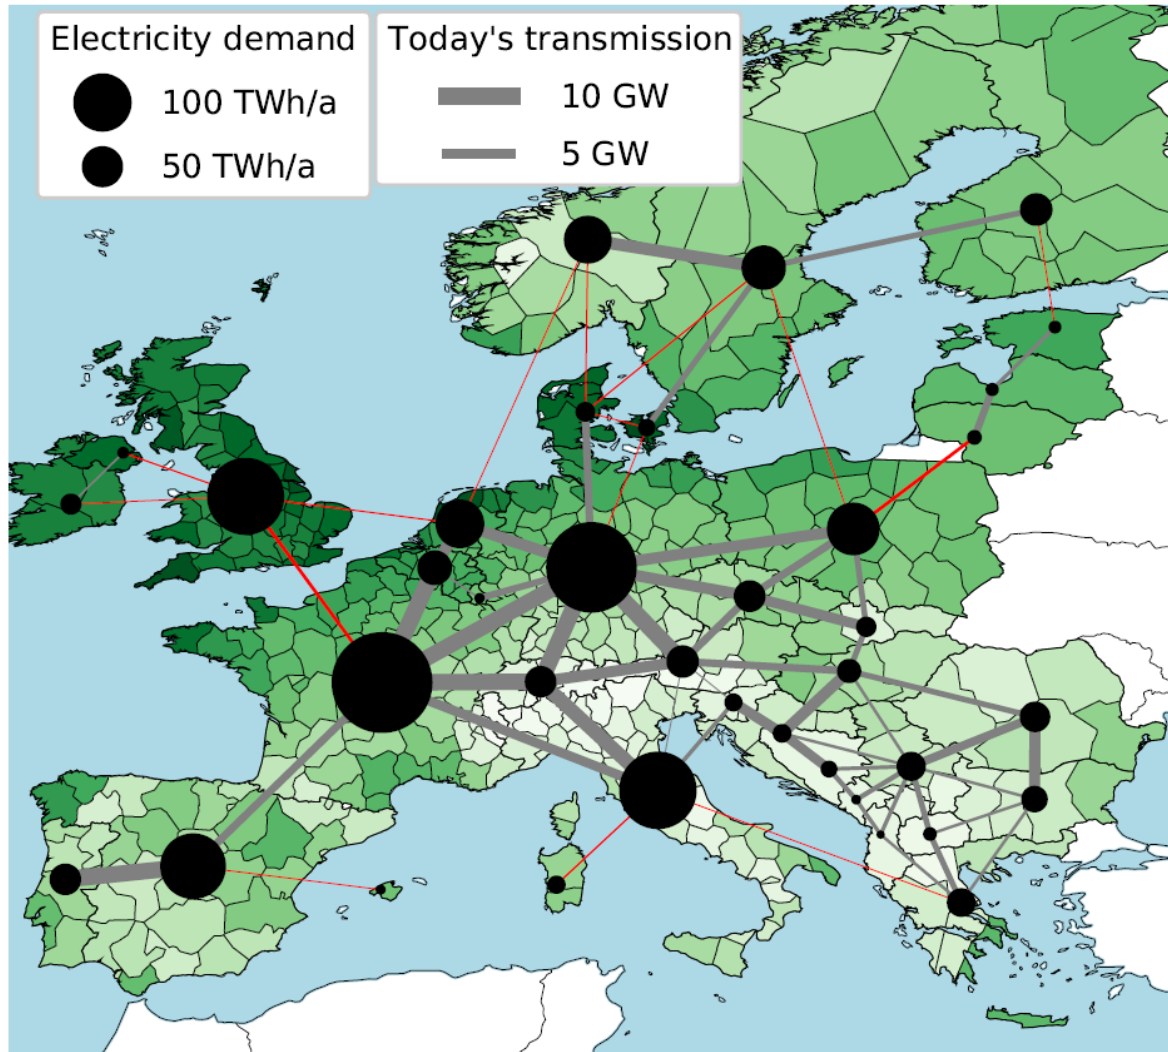 Electricity demand
100 TWh/a
50 TWh/a
Today's transmission
10 GW
5 GW